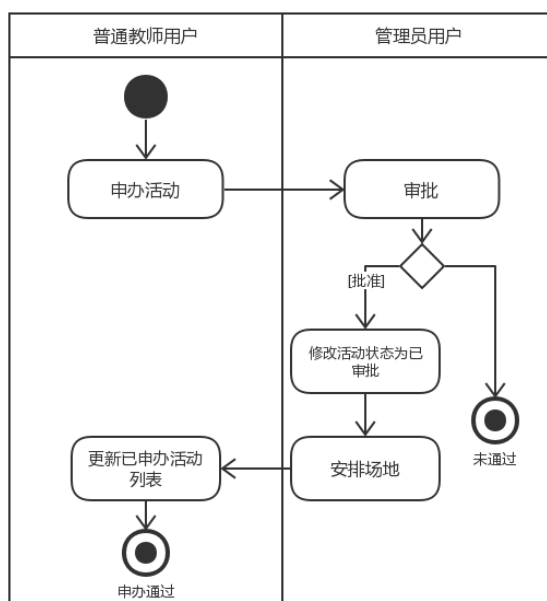 普通教师用户
管理员用户
申办活动
审批
[批准]
修改活动状态为已
审批
未通过
更新已申办活动
列表
安排场地
申办通过